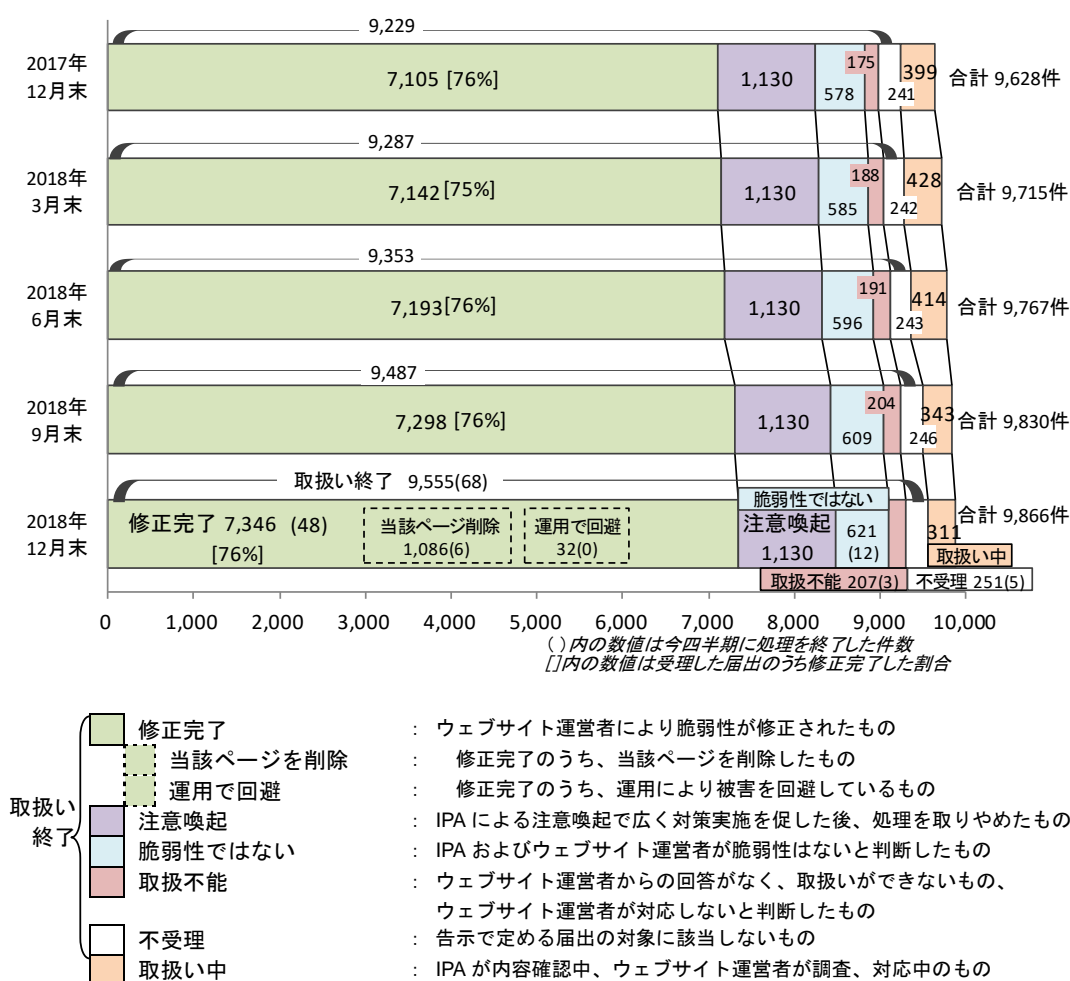 9,229
2017年
12月末
7,105 [76%]
1,130
578
175
241
399
合計 9,628件
9,287
2018年
3月末
7,142 [75%]
1,130
585
188
242
428
合計 9,715件
9,353
2018年
6月末
7,193[76%]
1,130
596
191
243
414
合計 9,767件
9,487
2018年
9月末
7,298 [76%]
1,130
609
204
246
343
合計 9,830件
取扱い終了 9,555(68)
2018年
12月末
修正完了 7,346 (48)
[76%]
当該ページ削除
1,086(6)
運用で回避
32(0)
脆弱性ではない
注意喚起
1,130
621
(12)
311
合計 9,866件
取扱い中
取扱不能 207(3)
不受理 251(5)
0 1,000 2,000 3,000 4,000 5,000 6,000 7,000 8,000 9,000 10,000
( )内の数値は今四半期に処理を終了した件数
[]内の数値は受理した届出のうち修正完了した割合
取扱い
終了
修正完了 : ウェブサイト運営者により脆弱性が修正されたもの
当該ページを削除 : 修正完了のうち、当該ページを削除したもの
運用で回避 : 修正完了のうち、運用により被害を回避しているもの
注意喚起 : IPA による注意喚起で広く対策実施を促した後、処理を取りやめたもの
脆弱性ではない : IPA およびウェブサイト運営者が脆弱性はないと判断したもの
取扱不能 : ウェブサイト運営者からの回答がなく、取扱いができないもの、
ウェブサイト運営者が対応しないと判断したもの
不受理 : 告示で定める届出の対象に該当しないもの
取扱い中 : IPA が内容確認中、ウェブサイト運営者が調査、対応中のもの